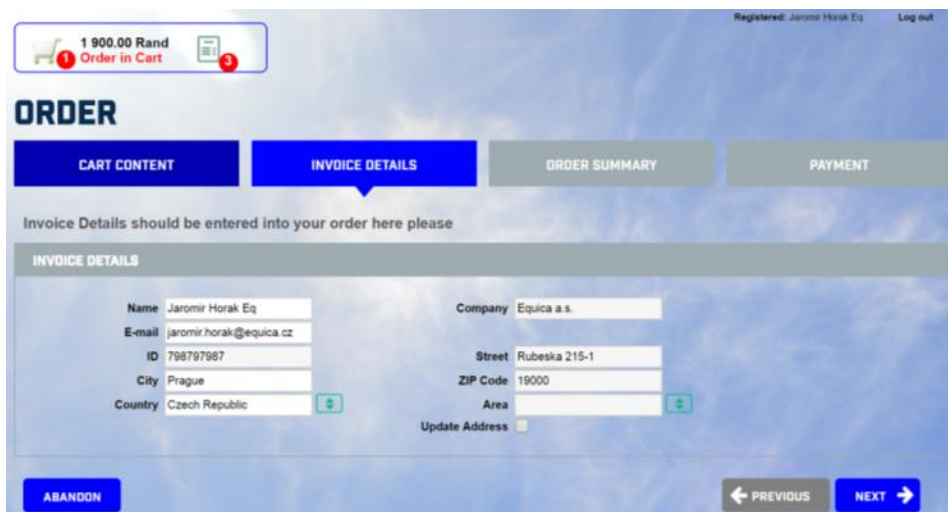 Registered: Jaromir Horak Eq Log out
1 900.00 Rand
1 Order in Cart 3
ORDER
CART CONTENT INVOICE DETAILS ORDER SUMMARY PAYMENT
Invoice Details should be entered into your order here please
INVOICE DETAILS
Name Jaromir Horak Eq Company Equica a.s.
E-mail jaromir.horak@equica.cz
ID 798797987 Street Rubeska 215-1
City Prague ZIP Code 19000
Country Czech Republic Area
Update Address
ABANDON PREVIOUS NEXT